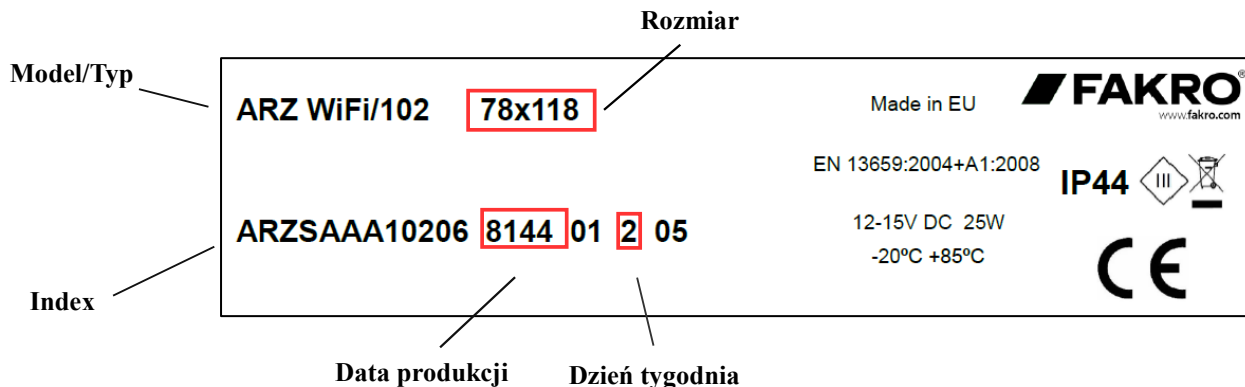 Rozmiar
Model/Typ
ARZ WiFi/102 78x118
Made in EU
FAKRO®
www.fakro.com
EN 13659:2004+A1:2008
IP44 III
ARZSAAA10206 8144 01 2 05
12-15V DC 25W
-20ºC +85ºC
CE
Index
Data produkcji
Dzień tygodnia